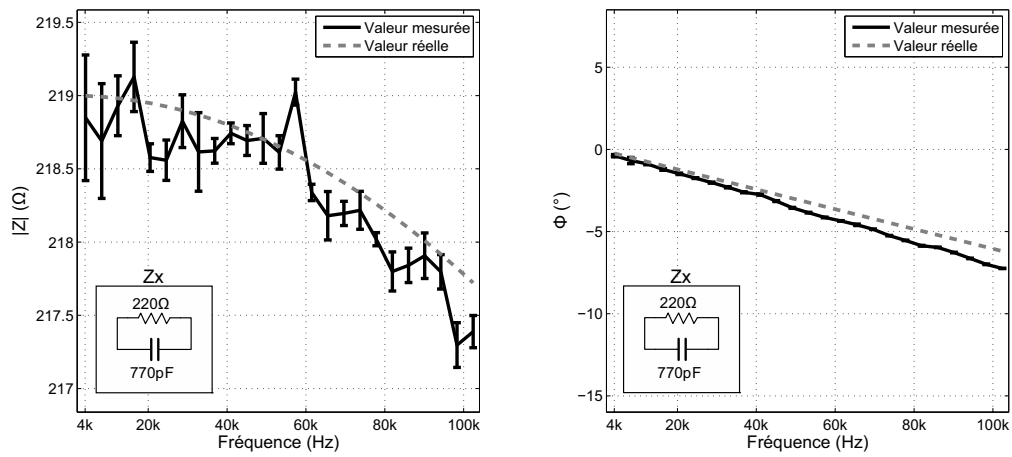 219.5
219
218.5
218
217.5
217
|Z| (Ω)
Valeur mesurée
Valeur réelle
Zx
220Ω
770pF
4k 20k 40k 60k 80k 100k
Fréquence (Hz)
5
0
−5
−10
−15
Φ (°)
Valeur mesurée
Valeur réelle
Zx
220Ω
770pF
4k 20k 40k 60k 80k 100k
Fréquence (Hz)